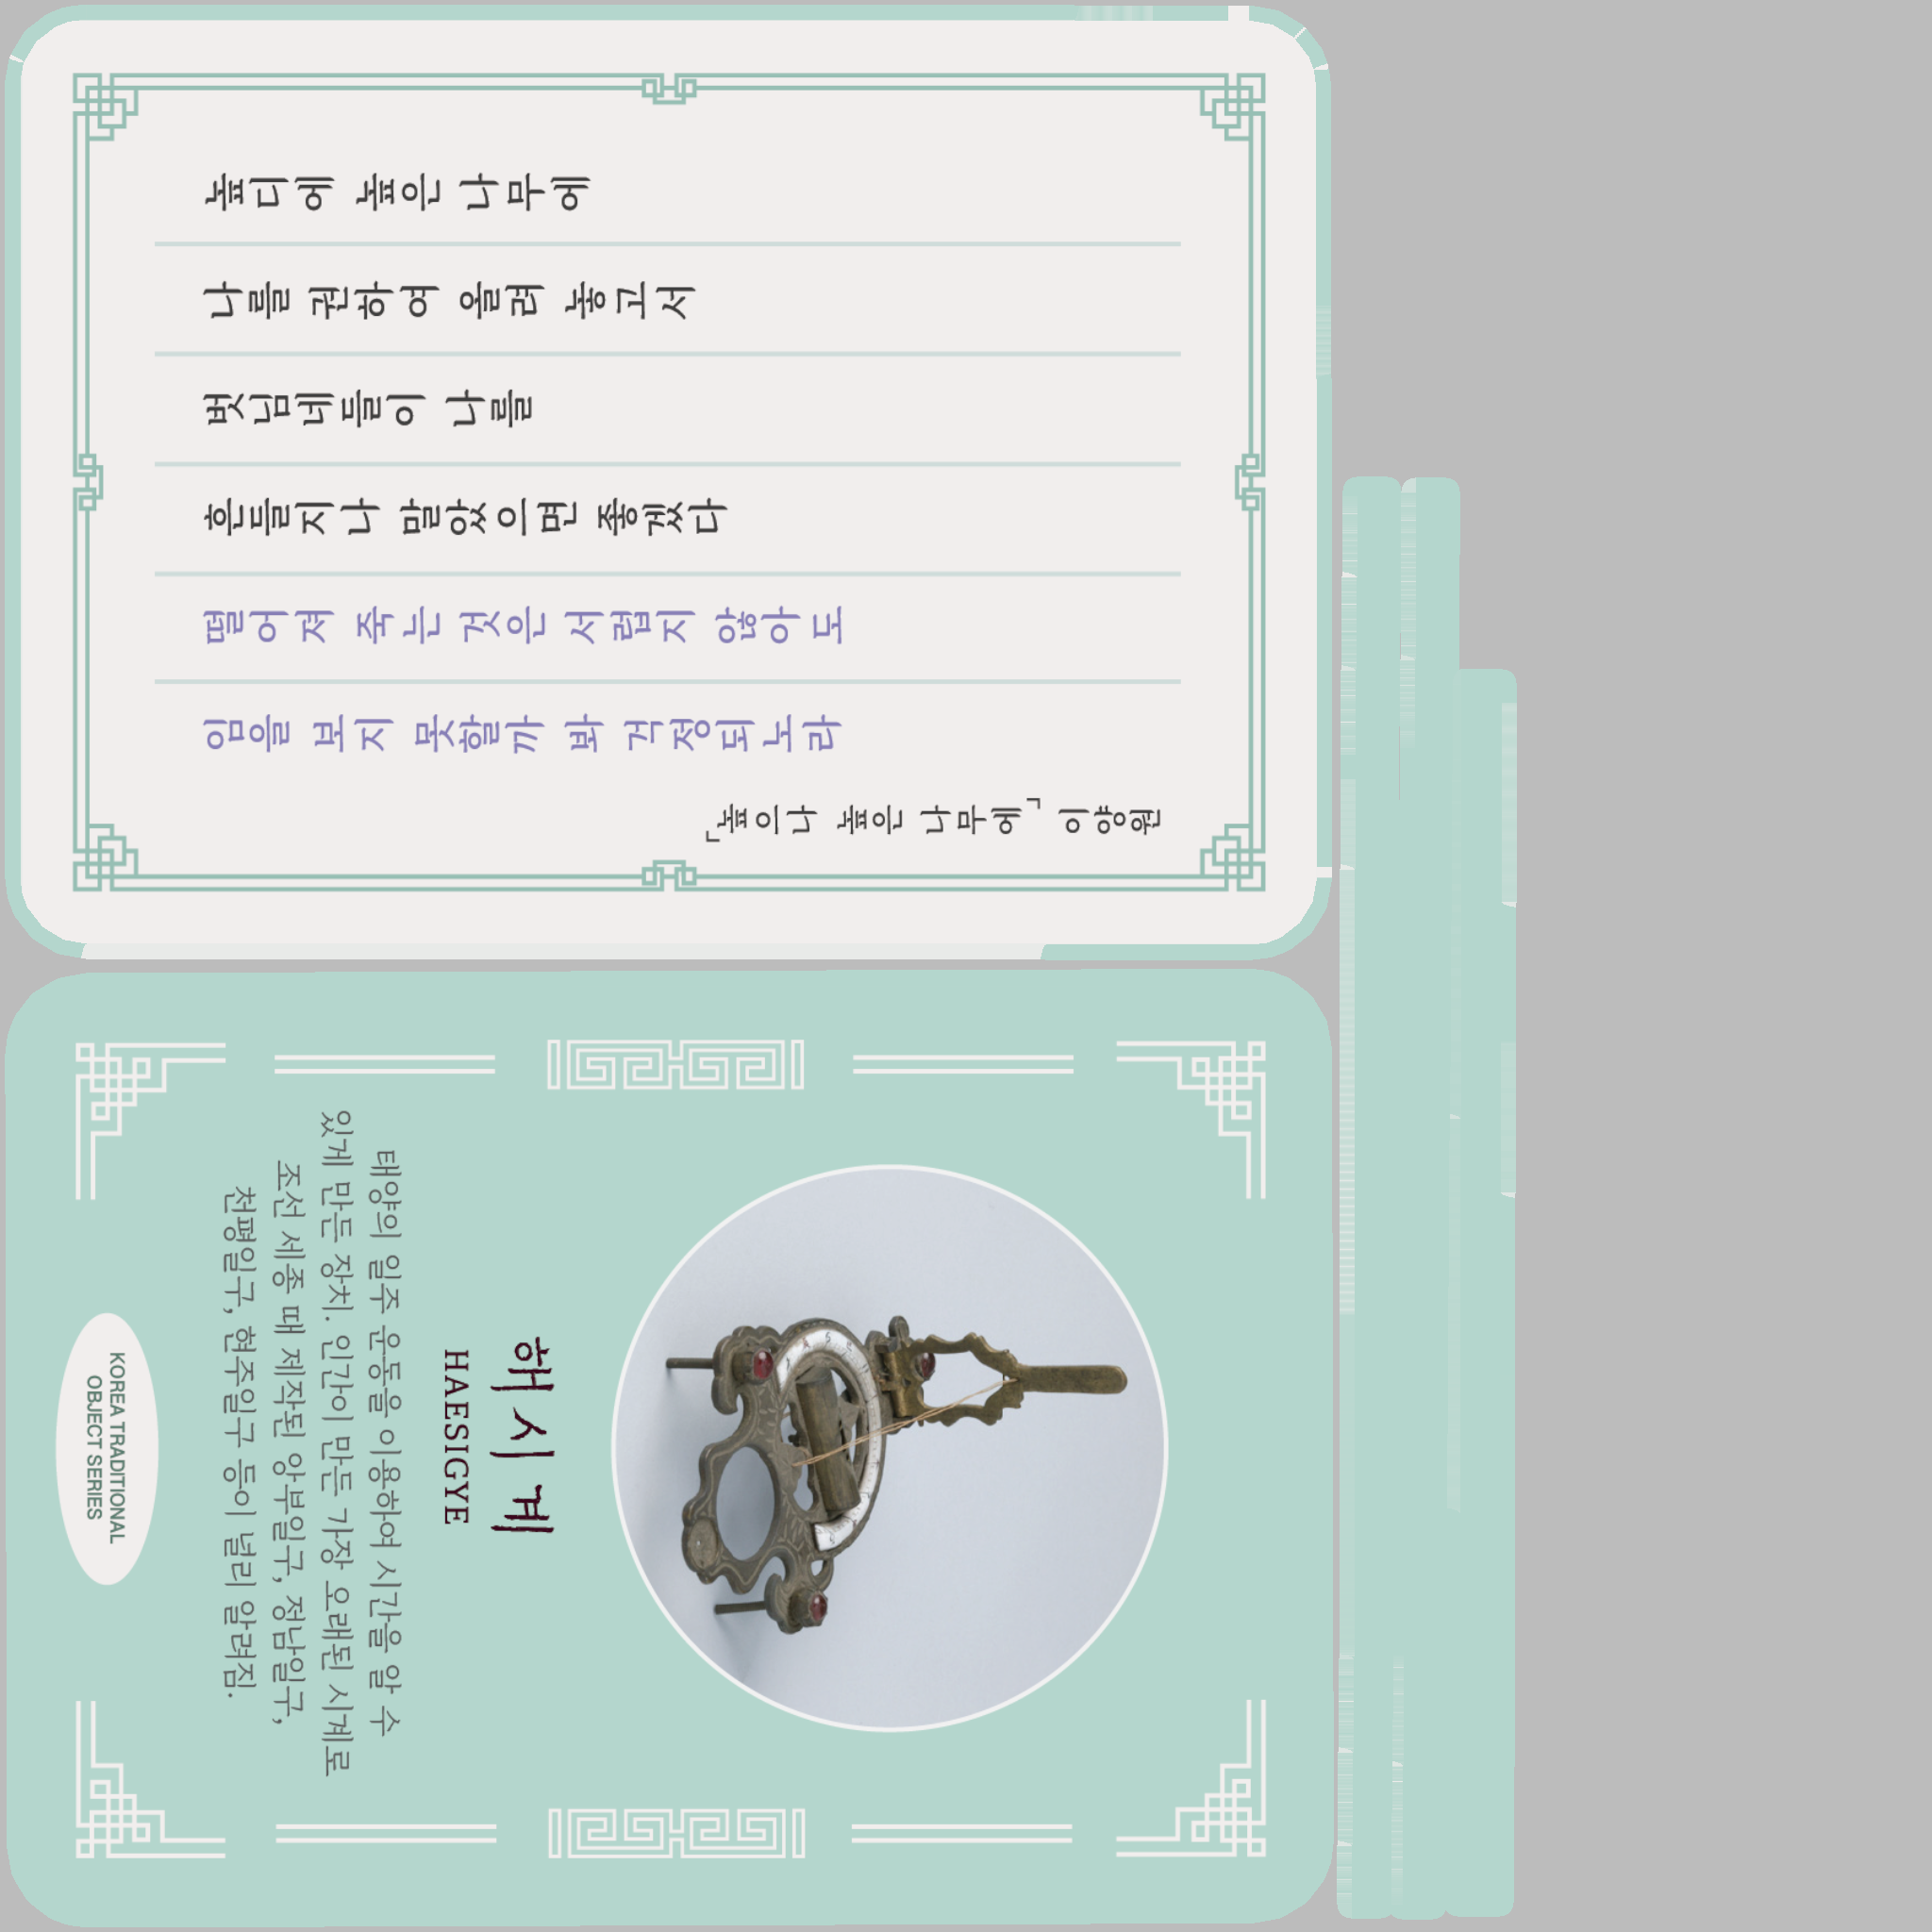 높디에 높은 나무에
나를 권하여 올려 놓고서
벗님네들이 나를
흔들지나 말았으면 좋겠다
떨어져 죽는 것은 서럽지 않아도
임을 보지 못할까 봐 걱정되노라
「높으나 높은 나무에」 이양원
해시계
HAESIGYE
태양의 일주 운동을 이용하여 시간을 알 수
있게 만든 장치. 인간이 만든 가장 오래된 시계로
조선 세종 때 제작된 앙부일구, 정남일구,
천평일구, 현주일구 등이 널리 알려짐.
KOREA TRADITIONAL
OBJECT SERIES